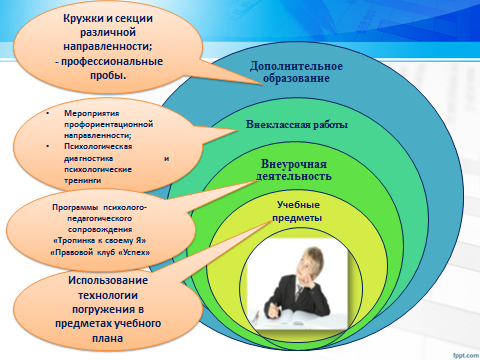 Кружки и секции
различной
направленности;
- профессиональные
пробы.
Дополнительное
образование
• Мероприятия
профориентационной
направленности;
• Психологическая
диагностика и
психологические
тренинги
Внеклассная работы
Внеурочная
деятельность
Программы психолого-
педагогического
сопровождения
«Тропинка к своему Я»
«Правовой клуб «Успех»
Учебные
предметы
Использование
технологии
погружения в
предметах учебного
плана
fppt.com